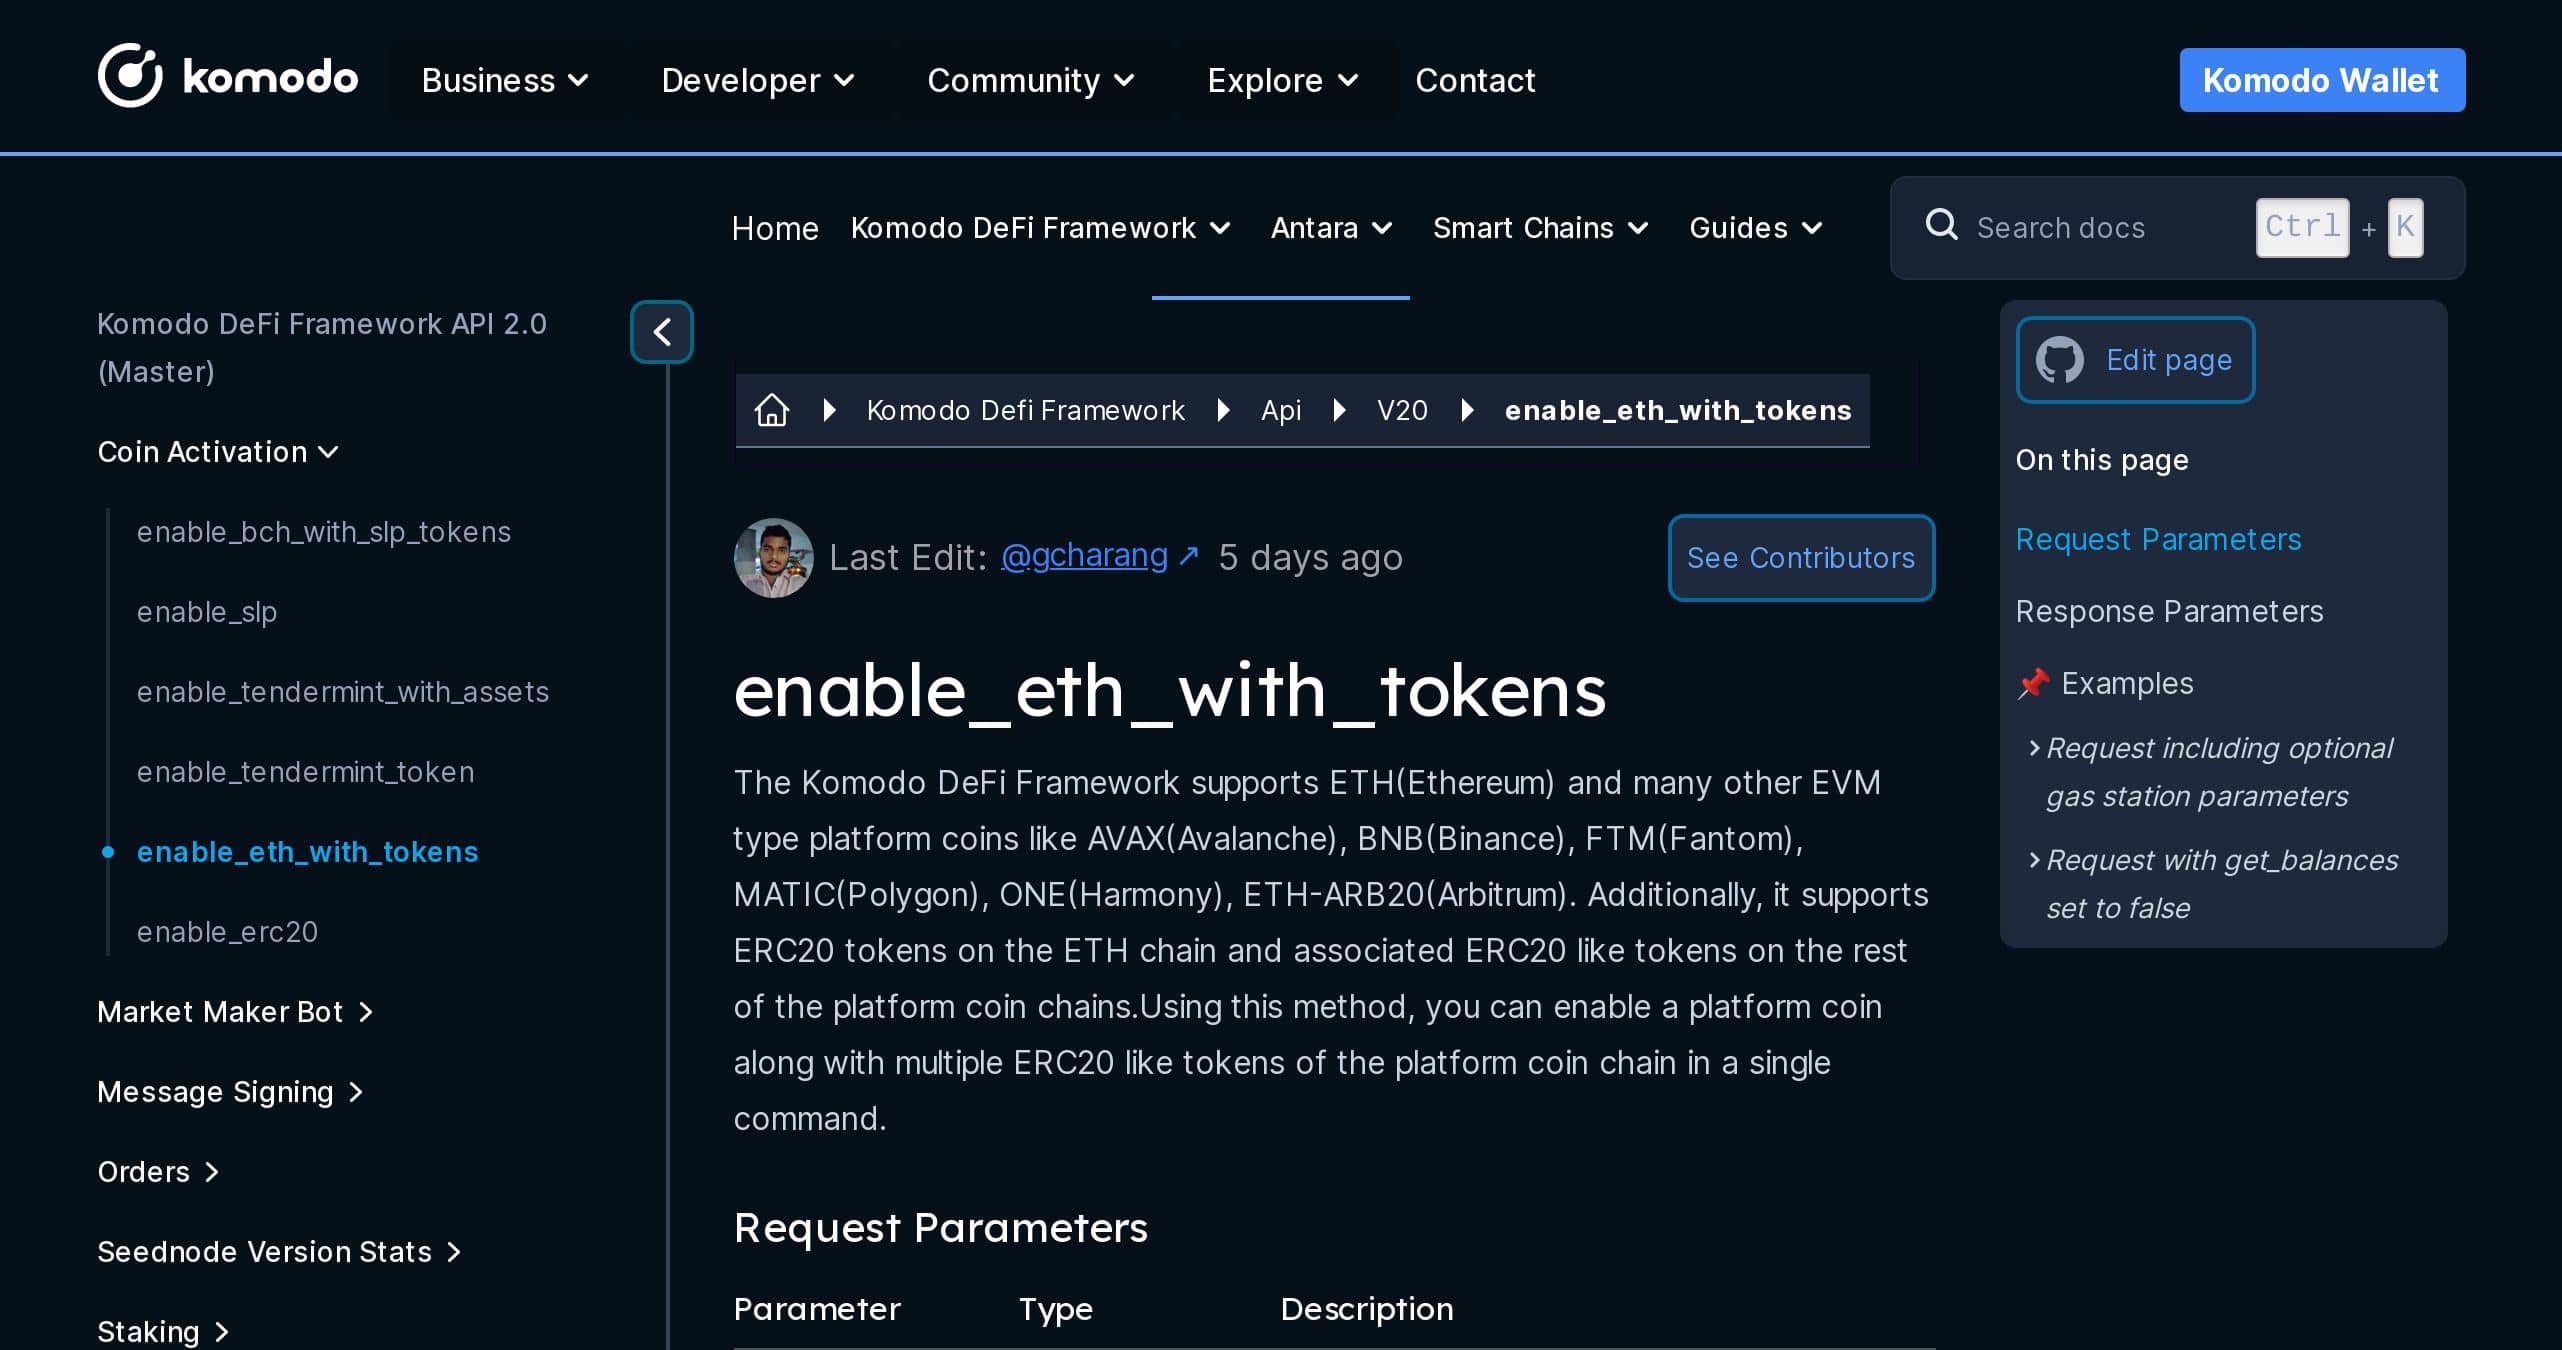 komodo
Business
Developer
Community
Explore
Contact
Komodo Wallet
Home
Komodo DeFi Framework
Antara
Smart Chains
Guides
Search docs
Ctrl + K
Komodo DeFi Framework API 2.0
(Master)
Coin Activation
enable_bch_with_slp_tokens
enable_slp
enable_tendermint_with_assets
enable_tendermint_token
enable_eth_with_tokens
enable_erc20
Market Maker Bot
Message Signing
Orders
Seednode Version Stats
Staking
Komodo Defi Framework
Api
V20
enable_eth_with_tokens
Last Edit: @gcharang ↗ 5 days ago
See Contributors
enable_eth_with_tokens
The Komodo DeFi Framework supports ETH(Ethereum) and many other EVM
type platform coins like AVAX(Avalanche), BNB(Binance), FTM(Fantom),
MATIC(Polygon), ONE(Harmony), ETH-ARB20(Arbitrum). Additionally, it supports
ERC20 tokens on the ETH chain and associated ERC20 like tokens on the rest
of the platform coin chains.Using this method, you can enable a platform coin
along with multiple ERC20 like tokens of the platform coin chain in a single
command.
Request Parameters
Parameter
Type
Description
Edit page
On this page
Request Parameters
Response Parameters
📌 Examples
Request including optional
gas station parameters
Request with get_balances
set to false